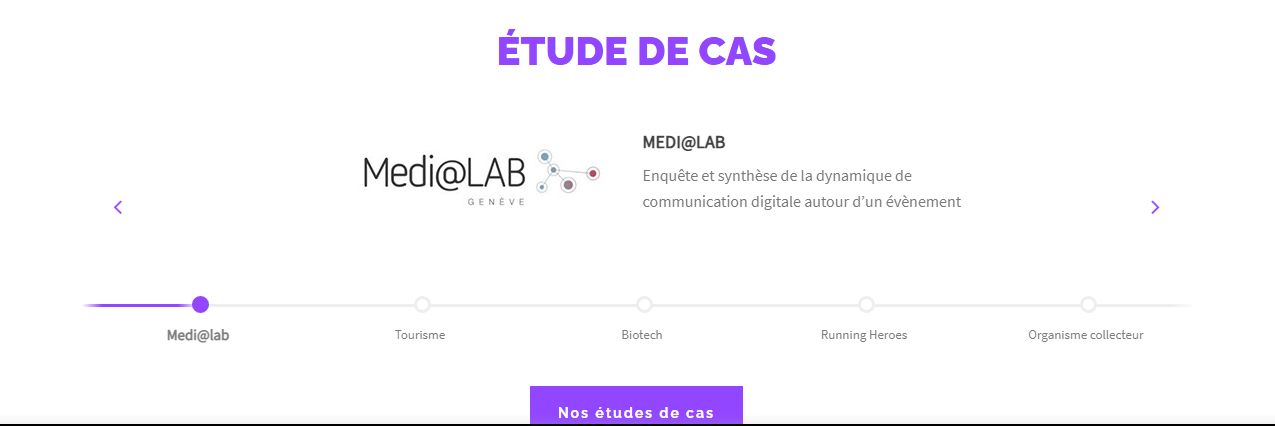 ÉTUDE DE CAS
Medi@LAB
GENÈVE
MEDI@LAB
Enquête et synthèse de la dynamique de
communication digitale autour d’un évènement
Medi@lab
Tourisme
Biotech
Running Heroes
Organisme collecteur
Nos études de cas